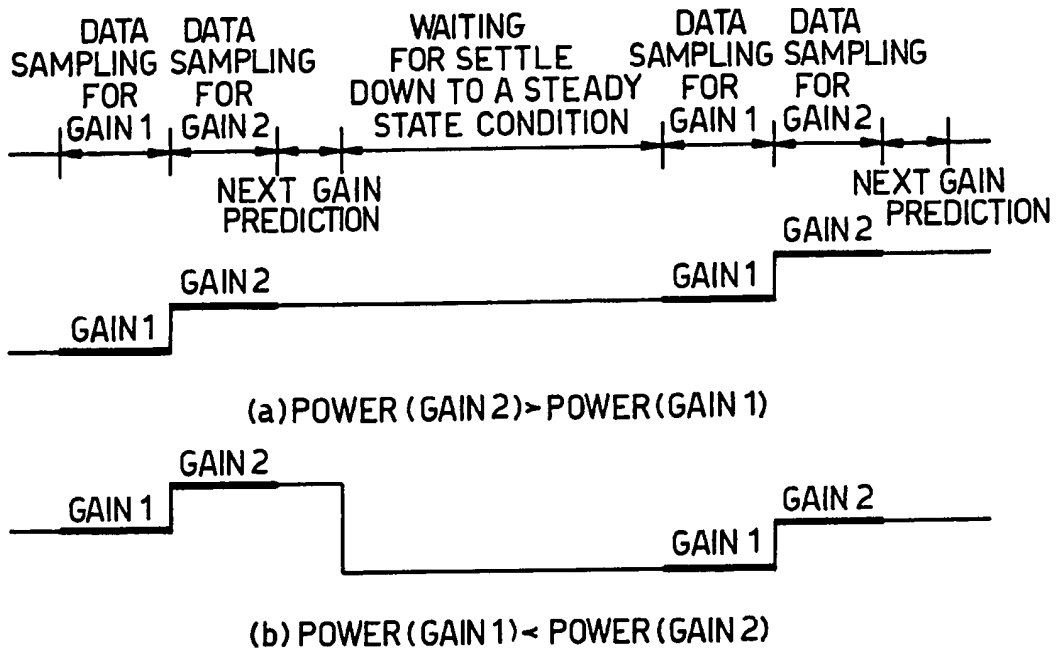 DATA
SAMPLING
FOR
GAIN 1
DATA
SAMPLING
FOR
GAIN 2
WAITING
FOR SETTLE
DOWN TO A STEADY
STATE CONDITION
DATA
SAMPLING
FOR
GAIN 1
DATA
SAMPLING
FOR
GAIN 2
NEXT GAIN
PREDICTION
NEXT GAIN
PREDICTION
GAIN 1
GAIN 2
GAIN 1
GAIN 2
(a) POWER (GAIN 2) > POWER (GAIN 1)
GAIN 1
GAIN 2
GAIN 1
GAIN 2
(b) POWER (GAIN 1) < POWER (GAIN 2)